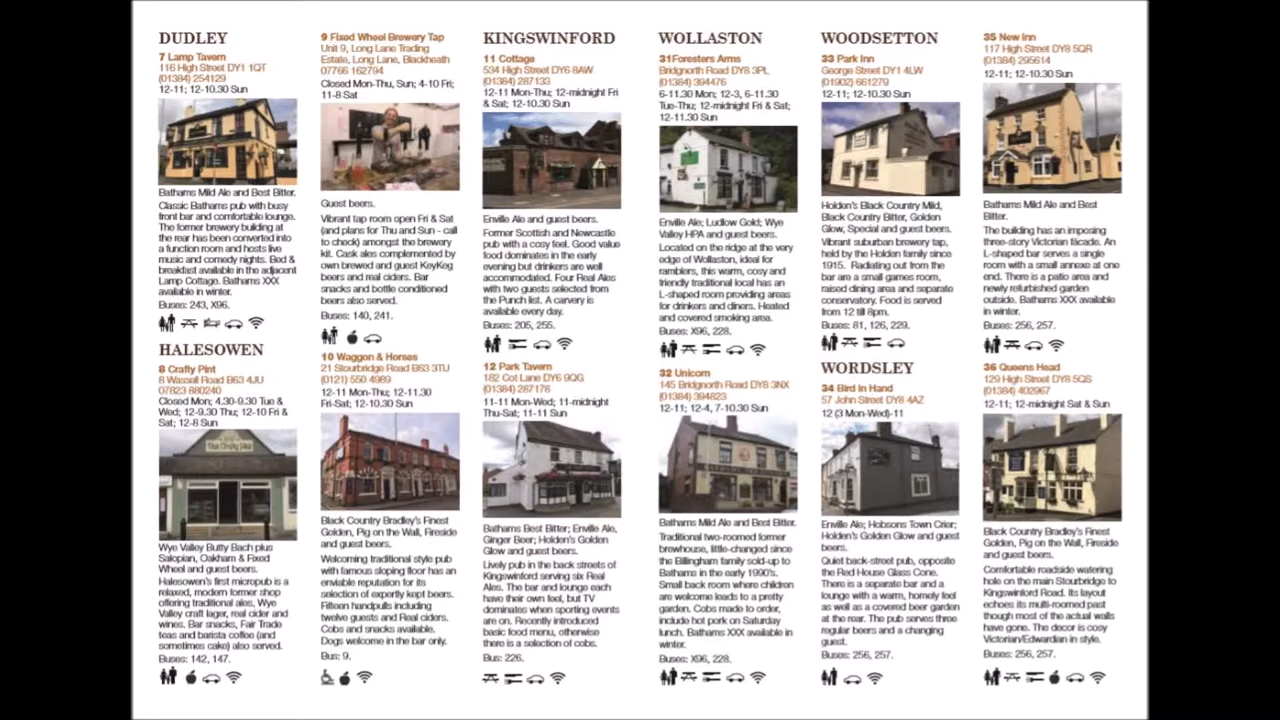 DUDLEY
7 Lamp Tavern
116 High Street DY1 1QT
(01384) 254129
12-11; 12-10.30 Sun
Bathams Mild Ale and Best Bitter.
Classic Bathams pub with busy
front bar and comfortable lounge.
The former brewery building at
the rear has been converted into
a function room and hosts live
music and comedy nights. Bed &
breakfast available in the adjacent
Lamp Cottage. Bathams XXX
available in winter.
Buses: 243, X96.
HALESOWEN
8 Crafty Pint
8 Wassell Road B63 4JU
07823 880240
Closed Mon; 4.30-9.30 Tue &
Wed; 12-9.30 Thu; 12-10 Fri &
Sat; 12-8 Sun
The Crafty Pint
Wye Valley Butty Bach plus
Salopian, Oakham & Fixed
Wheel and guest beers.
Halesowen's first micropub is a
relaxed, modern former shop
offering traditional ales, Wye
Valley craft lager, real cider and
wines. Bar snacks, Fair Trade
teas and barista coffee (and
sometimes cake) also served.
Buses: 142, 147.
9 Fixed Wheel Brewery Tap
Unit 9, Long Lane Trading
Estate, Long Lane, Blackheath
07766 162794
Closed Mon-Thu, Sun; 4-10 Fri;
11-8 Sat
Guest beers.
Vibrant tap room open Fri & Sat
(and plans for Thu and Sun - call
to check) amongst the brewery
kit. Cask ales complemented by
own brewed and guest KeyKeg
beers and real ciders. Bar
snacks and bottle conditioned
beers also served.
Buses: 140, 241.
10 Waggon & Horses
21 Stourbridge Road B63 3TU
(0121) 550 4989
12-11 Mon-Thu; 12-11.30
Fri-Sat; 12-10.30 Sun
Black Country Bradley's Finest
Golden, Pig on the Wall, Fireside
and guest beers.
Welcoming traditional style pub
with famous sloping floor has an
enviable reputation for its
selection of expertly kept beers.
Fifteen handpulls including
twelve guests and Real ciders.
Cobs and snacks available.
Dogs welcome in the bar only.
Bus: 9.
KINGSWINFORD
11 Cottage
534 High Street DY6 8AW
(01384) 287133
12-11 Mon-Thu; 12-midnight Fri
& Sat; 12-10.30 Sun
Enville Ale and guest beers.
Former Scottish and Newcastle
pub with a cosy feel. Good value
food dominates in the early
evening but drinkers are well
accommodated. Four Real Ales
with two guests selected from
the Punch list. A carvery is
available every day.
Buses: 205, 255.
12 Park Tavern
182 Cot Lane DY6 9QG
(01384) 287178
11-11 Mon-Wed; 11-midnight
Thu-Sat; 11-11 Sun
Bathams Best Bitter; Enville Ale,
Ginger Beer; Holden's Golden
Glow and guest beers.
Lively pub in the back streets of
Kingswinford serving six Real
Ales. The bar and lounge each
have their own feel, but TV
dominates when sporting events
are on. Recently introduced
basic food menu, otherwise
there is a selection of cobs.
Bus: 226.
WOLLASTON
31Foresters Arms
Bridgnorth Road DY8 3PL
(01384) 394476
6-11.30 Mon; 12-3, 6-11.30
Tue-Thu; 12-midnight Fri & Sat;
12-11.30 Sun
Enville Ale; Ludlow Gold; Wye
Valley HPA and guest beers.
Located on the ridge at the very
edge of Wollaston, ideal for
ramblers, this warm, cosy and
friendly traditional local has an
L-shaped room providing areas
for drinkers and diners. Heated
and covered smoking area.
Buses: X96, 228.
32 Unicorn
145 Bridgnorth Road DY8 3NX
(01384) 394823
12-11; 12-4, 7-10.30 Sun
Bathams Mild Ale and Best Bitter.
Traditional two-roomed former
brewhouse, little-changed since
the Billingham family sold-up to
Bathams in the early 1990's.
Small back room where children
are welcome leads to a pretty
garden. Cobs made to order,
include hot pork on Saturday
lunch. Bathams XXX available in
winter.
Buses: X96, 228.
WOODSETTON
33 Park Inn
George Street DY1 4LW
(01902) 661279
12-11; 12-10.30 Sun
Holden's Black Country Mild,
Black Country Bitter, Golden
Glow, Special and guest beers.
Vibrant suburban brewery tap,
held by the Holden family since
1915. Radiating out from the
bar are a small games room,
raised dining area and separate
conservatory. Food is served
from 12 till 8pm.
Buses: 81, 126, 229.
WORDSLEY
34 Bird in Hand
57 John Street DY8 4AZ
12 (3 Mon-Wed)-11
Enville Ale; Hobsons Town Crier;
Holden's Golden Glow and guest
beers.
Quiet back-street pub, opposite
the Red House Glass Cone.
There is a separate bar and a
lounge with a warm, homely feel
as well as a covered beer garden
at the rear. The pub serves three
regular beers and a changing
guest.
Buses: 256, 257.
35 New Inn
117 High Street DY8 5QR
(01384) 295614
12-11; 12-10.30 Sun
Bathams Mild Ale and Best
Bitter.
The building has an imposing
three-story Victorian facade. An
L-shaped bar serves a single
room with a small annexe at one
end. There is a patio area and
newly refurbished garden
outside. Bathams XXX available
in winter.
Buses: 256, 257.
36 Queens Head
129 High Street DY8 5QS
(01384) 402967
12-11; 12-midnight Sat & Sun
Black Country Bradley's Finest
Golden, Pig on the Wall, Fireside
and guest beers.
Comfortable roadside watering
hole on the main Stourbridge to
Kingswinford Road. Its layout
echoes its multi-roomed past
though most of the actual walls
have gone. The decor is cosy
Victorian/Edwardian in style.
Buses: 256, 257.